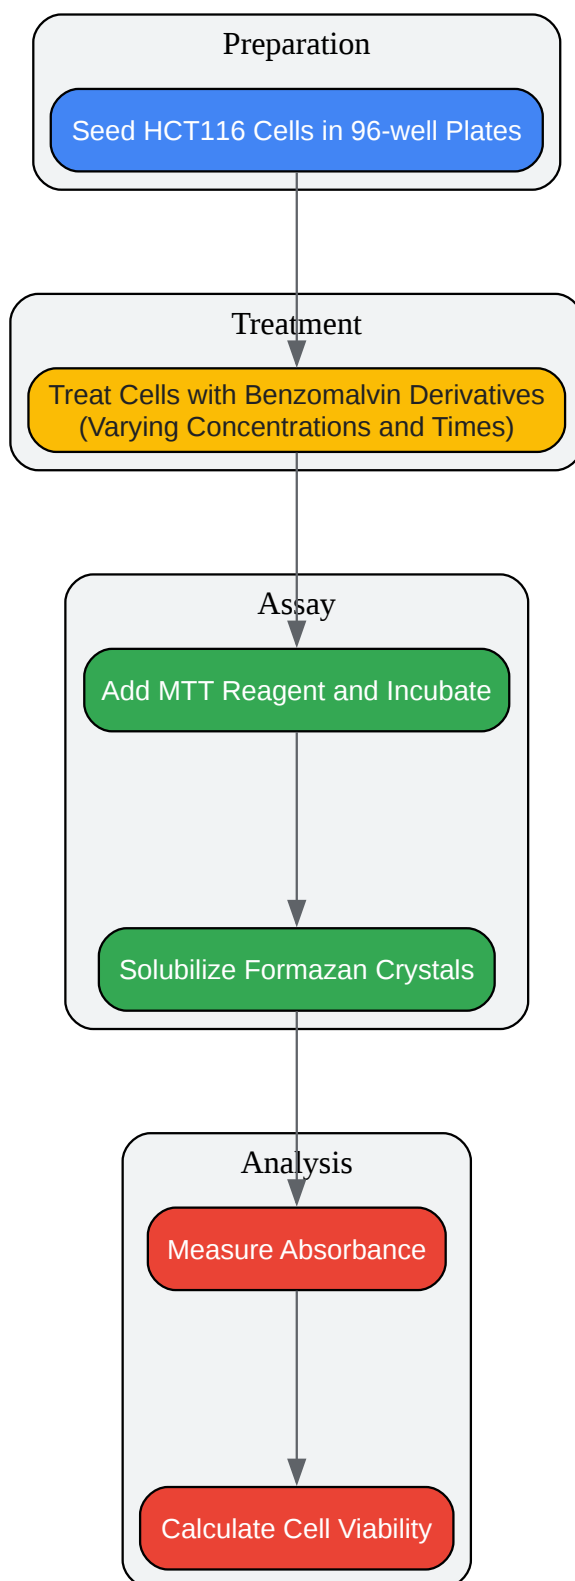 Preparation
Seed HCT116 Cells in 96-well Plates
Treatment
Treat Cells with Benzomalvin Derivatives
(Varying Concentrations and Times)
Assay
Add MTT Reagent and Incubate
Solubilize Formazan Crystals
Analysis
Measure Absorbance
Calculate Cell Viability